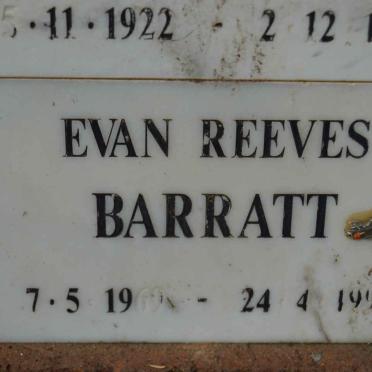 11 · 1922 - 2 12
EVAN REEVES
BARRATT
7 · 5 - 24 4